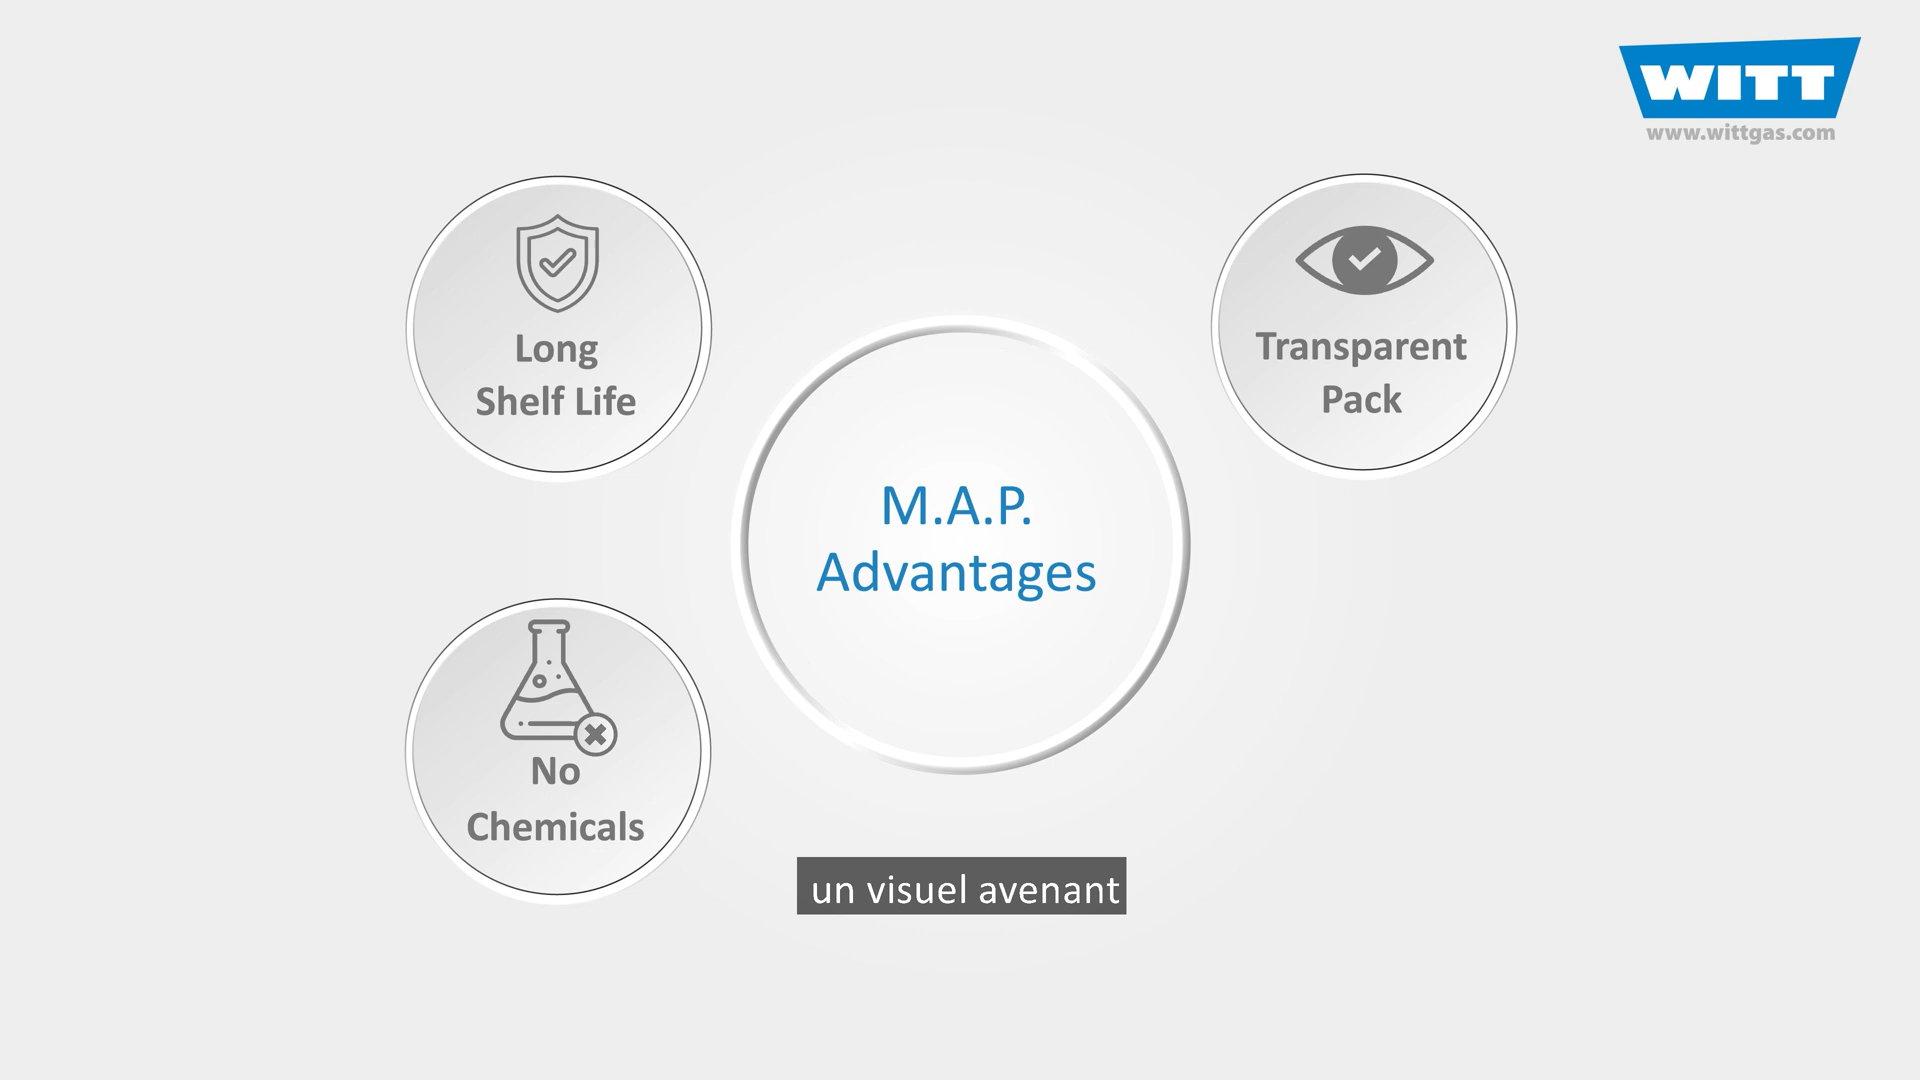 WITT
www.wittgas.com
Long
Shelf Life
Transparent
Pack
M.A.P.
Advantages
No
Chemicals
un visuel avenant